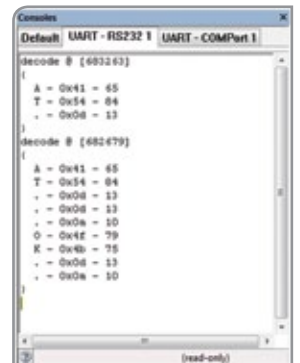 Consoles
Default UART - RS232 1 UART - COMPort 1
decode @ [683263]
{
A - 0x41 - 65
T - 0x54 - 84
. - 0x0d - 13
}
decode @ [682679]
{
A - 0x41 - 65
T - 0x54 - 84
. - 0x0d - 13
. - 0x0d - 13
. - 0x0a - 10
O - 0x4f - 79
K - 0x4b - 75
. - 0x0d - 13
. - 0x0a - 10
}
(read-only)